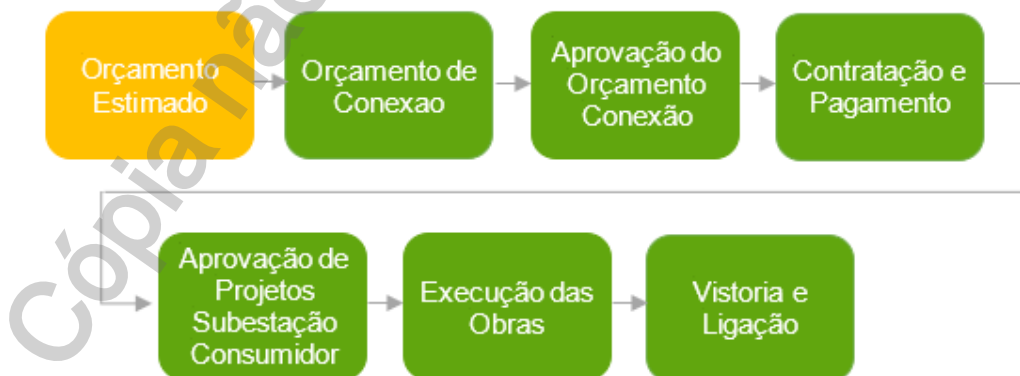 Orçamento
Estimado
Orçamento de
Conexao
Aprovação do
Orçamento
Conexão
Contratação e
Pagamento
Aprovação de
Projetos
Subestação
Consumidor
Execução das
Obras
Vistoria e
Ligação
Cópia não